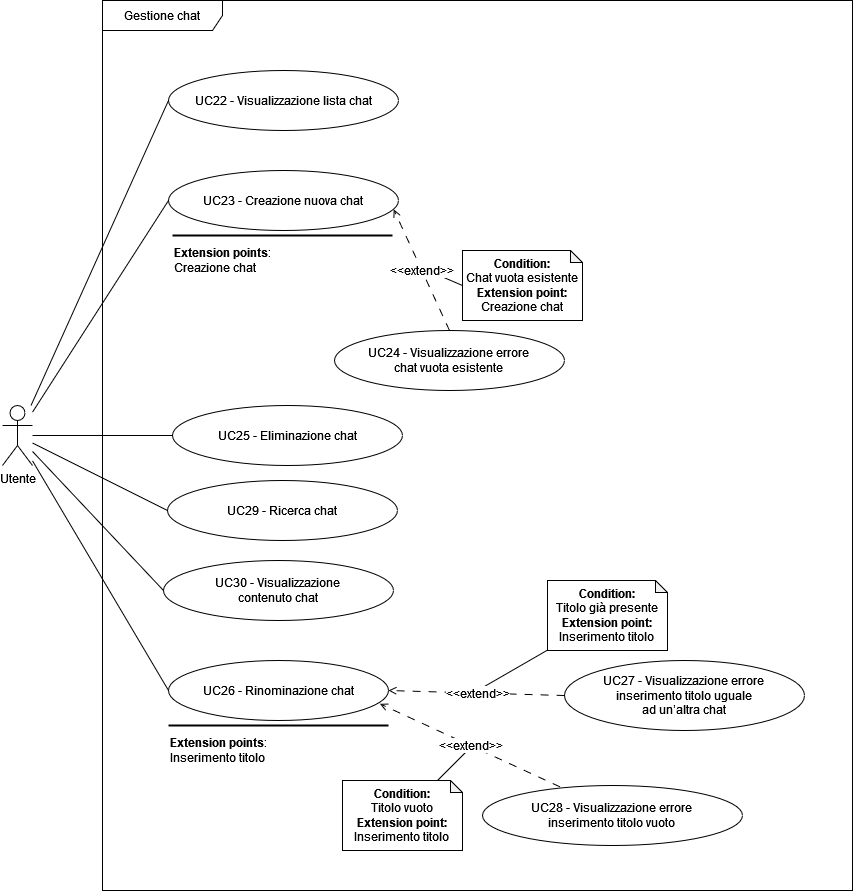 Gestione chat
UC22 - Visualizzazione lista chat
UC23 - Creazione nuova chat
Extension points:
Creazione chat
<<extend>>
Condition:
Chat vuota esistente
Extension point:
Creazione chat
UC24 - Visualizzazione errore
chat vuota esistente
Utente
UC25 - Eliminazione chat
UC29 - Ricerca chat
UC30 - Visualizzazione
contenuto chat
Condition:
Titolo già presente
Extension point:
Inserimento titolo
UC26 - Rinominazione chat
<<extend>>
UC27 - Visualizzazione errore
inserimento titolo uguale
ad un'altra chat
Extension points:
Inserimento titolo
<<extend>>
Condition:
Titolo vuoto
Extension point:
Inserimento titolo
UC28 - Visualizzazione errore
inserimento titolo vuoto